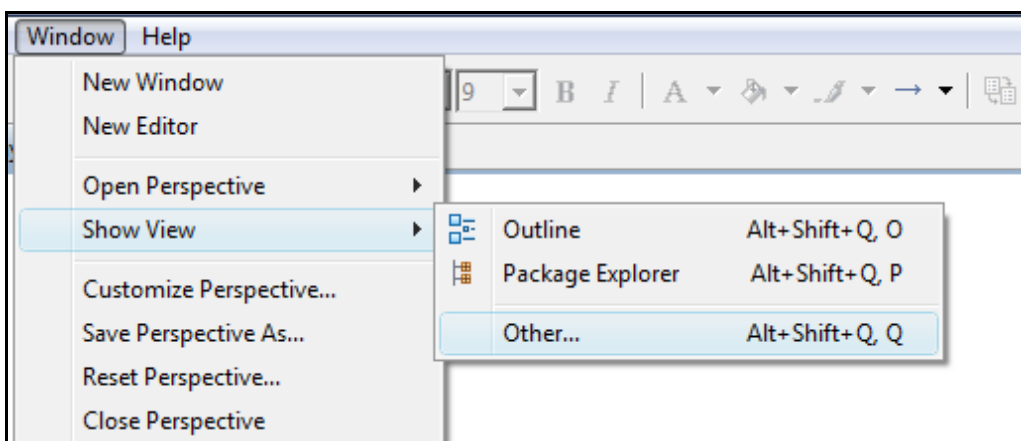 Window Help
New Window
New Editor
9 B I A
Open Perspective
Show View
Outline Alt+Shift+Q, O
Package Explorer Alt+Shift+Q, P
Other... Alt+Shift+Q, Q
Customize Perspective...
Save Perspective As...
Reset Perspective...
Close Perspective